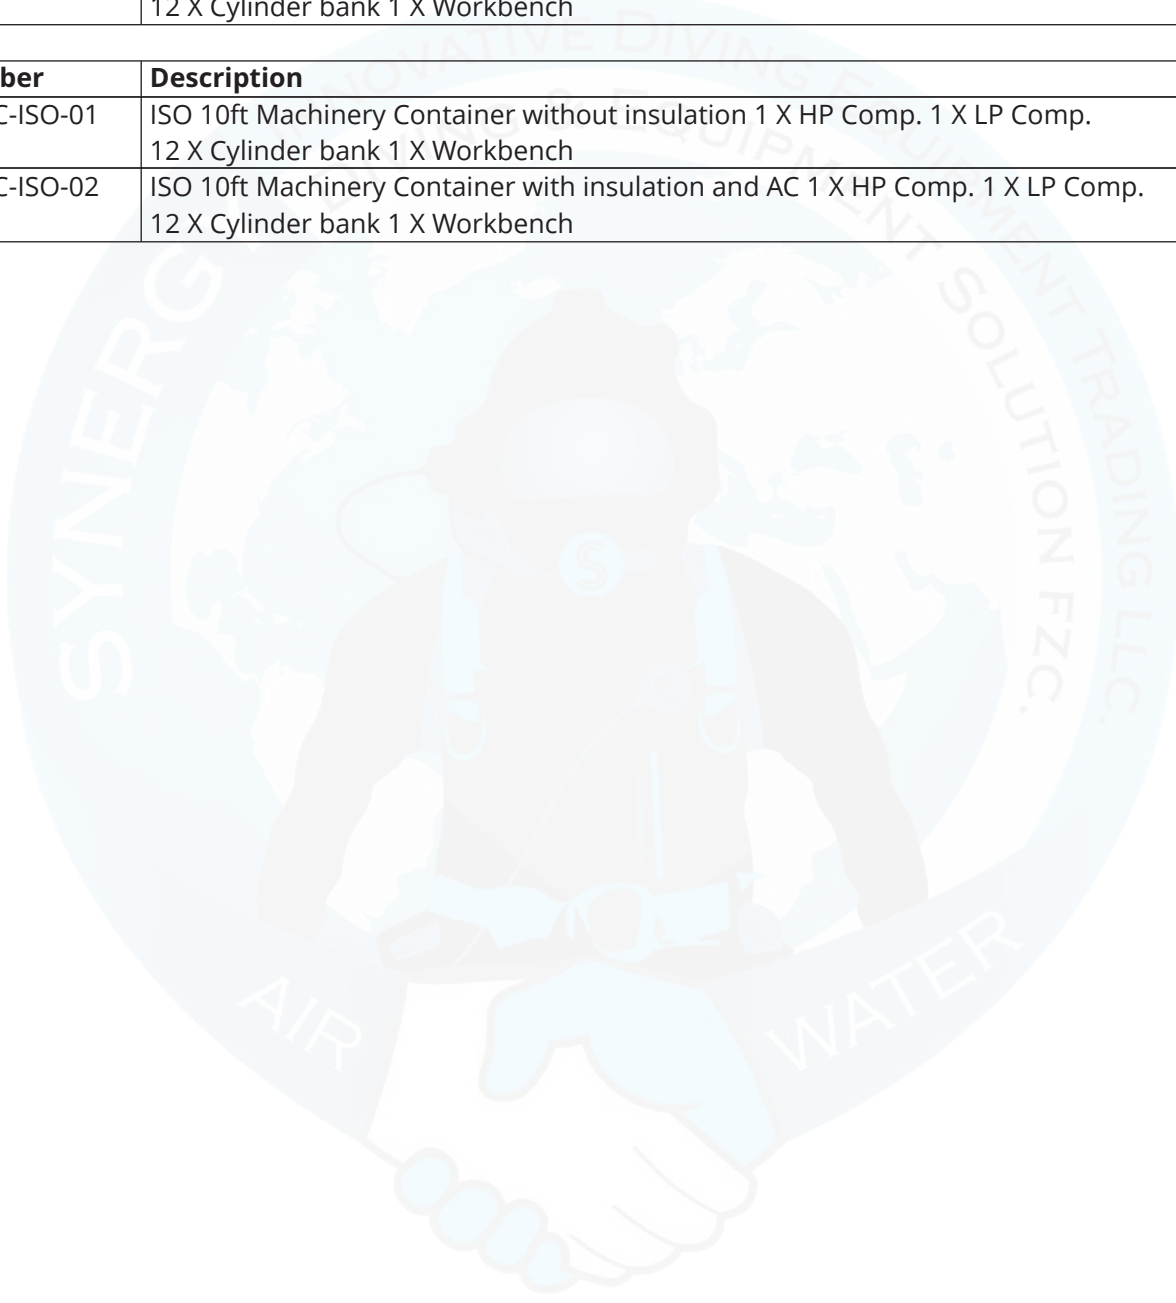 12 X Cylinder bank 1 X Workbench
ber Description
C-ISO-01 ISO 10ft Machinery Container without insulation 1 X HP Comp. 1 X LP Comp.
12 X Cylinder bank 1 X Workbench
C-ISO-02 ISO 10ft Machinery Container with insulation and AC 1 X HP Comp. 1 X LP Comp.
12 X Cylinder bank 1 X Workbench
INNOVATIVE DIVING EQUIPMENT TRADING LLC.
SYNERGY DIVING & EQUIPMENT SOLUTION FZC.
S
AIR
WATER